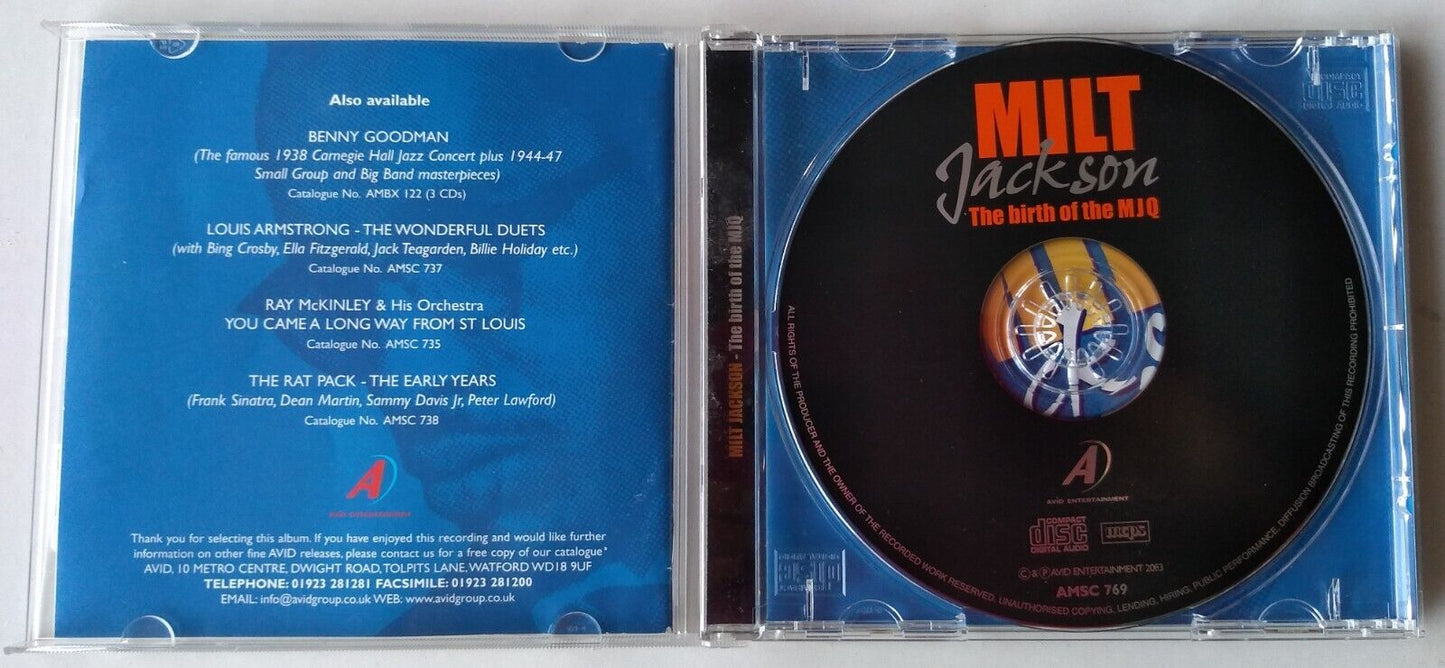 Also available
BENNY GOODMAN
(The famous 1938 Carnegie Hall Jazz Concert plus 1944-47
Small Group and Big Band masterpieces)
Catalogue No. AMBX 122 (3 CDs)
LOUIS ARMSTRONG - THE WONDERFUL DUETS
(with Bing Crosby, Ella Fitzgerald, Jack Teagarden, Billie Holiday etc.)
Catalogue No. AMSC 737
RAY McKINLEY & His Orchestra
YOU CAME A LONG WAY FROM ST LOUIS
Catalogue No. AMSC 735
THE RAT PACK - THE EARLY YEARS
(Frank Sinatra, Dean Martin, Sammy Davis Jr, Peter Lawford)
Catalogue No. AMSC 738
A
AVID ENTERTAINMENT
Thank you for selecting this album. If you have enjoyed this recording and would like further
information on other fine AVID releases, please contact us for a free copy of our catalogue*
AVID, 10 METRO CENTRE, DWIGHT ROAD, TOLPITS LANE, WATFORD WD18 9UF
TELEPHONE: 01923 281281 FACSIMILE: 01923 281200
EMAIL: info@avidgroup.co.uk WEB: www.avidgroup.co.uk
MILT JACKSON - The birth of the MJQ
MILT
Jackson
The birth of the MJQ
A
AVID ENTERTAINMENT
COMPACT
disc
DIGITAL AUDIO
mcps
© & ℗ AVID ENTERTAINMENT 2003
AMSC 769
ALL RIGHTS OF THE PRODUCER AND THE OWNER OF THE RECORDED WORK RESERVED. UNAUTHORISED COPYING, LENDING, HIRING, PUBLIC PERFORMANCE, DIFFUSION BROADCASTING OF THIS RECORDING PROHIBITED
COMPACT
disc
DIGITAL AUDIO